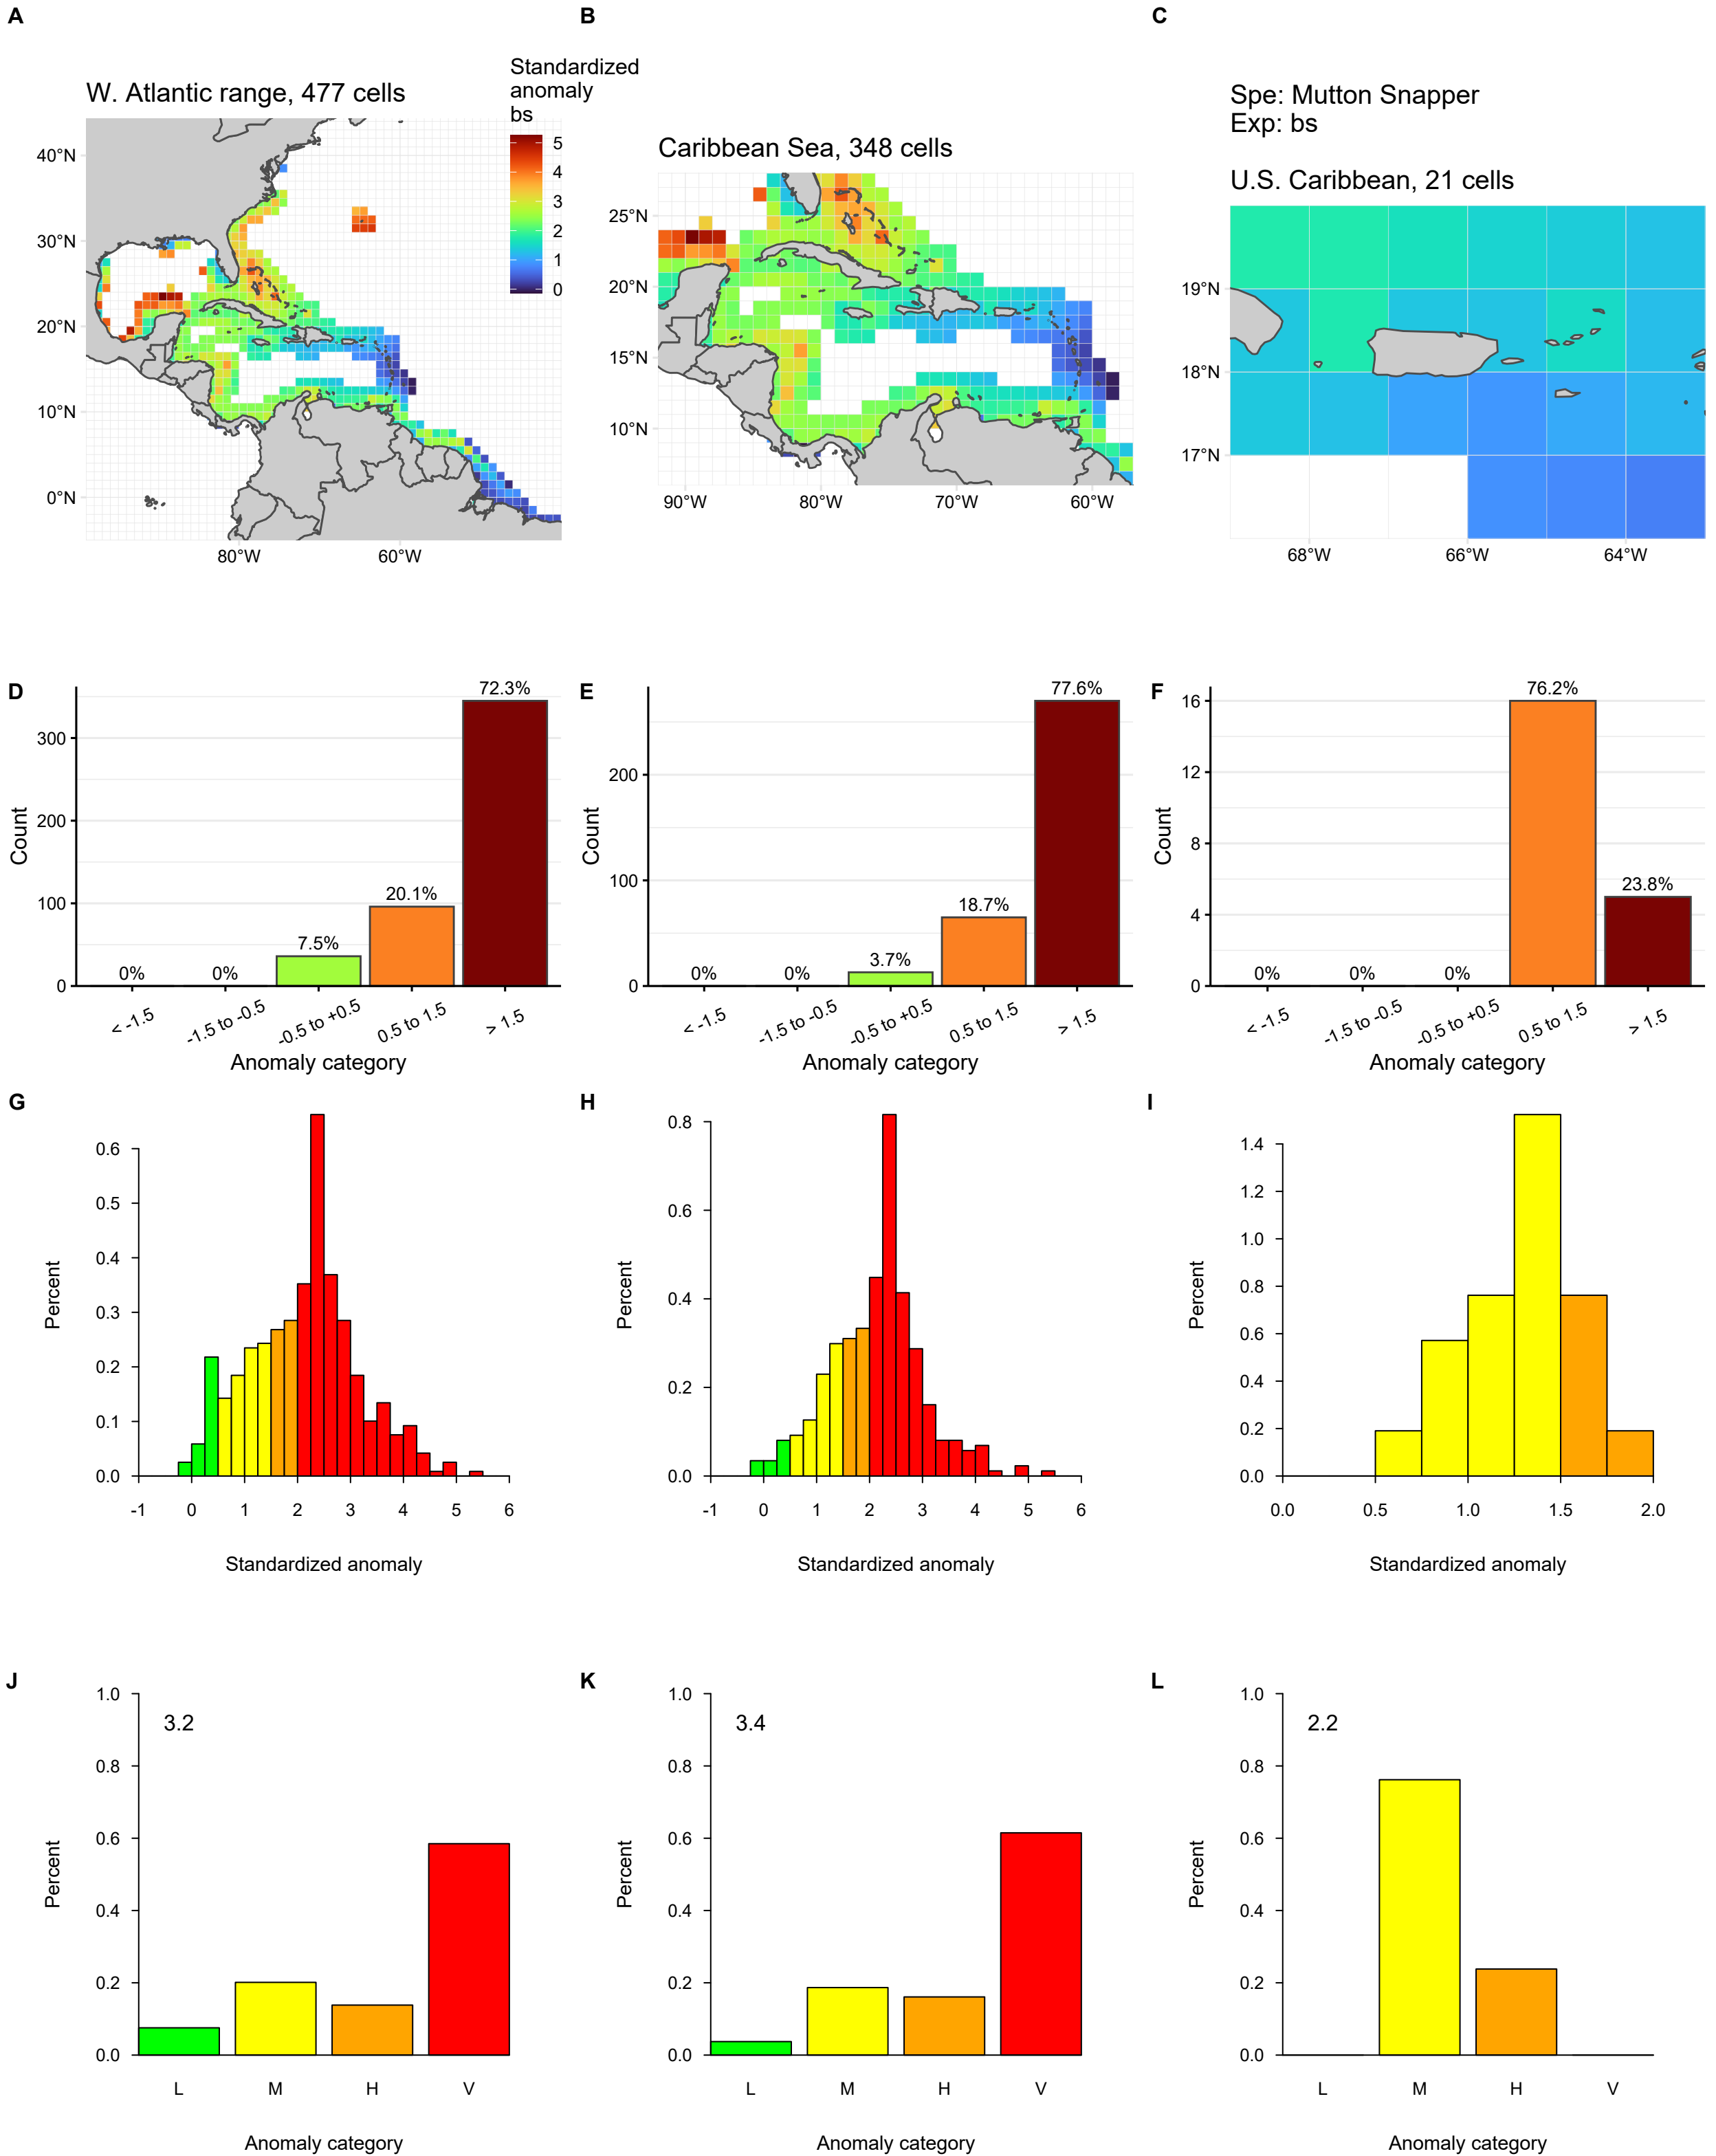 A
B
C
Standardized
anomaly
bs
W. Atlantic range, 477 cells
5
4
3
2
1
0
40°N
30°N
20°N
10°N
0°N
80°W
60°W
Caribbean Sea, 348 cells
25°N
20°N
15°N
10°N
90°W
80°W
70°W
60°W
Spe: Mutton Snapper
Exp: bs
U.S. Caribbean, 21 cells
19°N
18°N
17°N
68°W
66°W
64°W
D
Count
300
200
100
0
0%
0%
7.5%
20.1%
72.3%
< -1.5
-1.5 to -0.5
-0.5 to +0.5
0.5 to 1.5
> 1.5
Anomaly category
E
Count
200
100
0
0%
0%
3.7%
18.7%
77.6%
< -1.5
-1.5 to -0.5
-0.5 to +0.5
0.5 to 1.5
> 1.5
Anomaly category
F
Count
16
12
8
4
0
0%
0%
0%
76.2%
23.8%
< -1.5
-1.5 to -0.5
-0.5 to +0.5
0.5 to 1.5
> 1.5
Anomaly category
G
Percent
0.6
0.5
0.4
0.3
0.2
0.1
0.0
-1 0 1 2 3 4 5 6
Standardized anomaly
H
Percent
0.8
0.6
0.4
0.2
0.0
-1 0 1 2 3 4 5 6
Standardized anomaly
I
Percent
1.4
1.2
1.0
0.8
0.6
0.4
0.2
0.0
0.0 0.5 1.0 1.5 2.0
Standardized anomaly
J
3.2
Percent
1.0
0.8
0.6
0.4
0.2
0.0
L M H V
Anomaly category
K
3.4
Percent
1.0
0.8
0.6
0.4
0.2
0.0
L M H V
Anomaly category
L
2.2
Percent
1.0
0.8
0.6
0.4
0.2
0.0
L M H V
Anomaly category